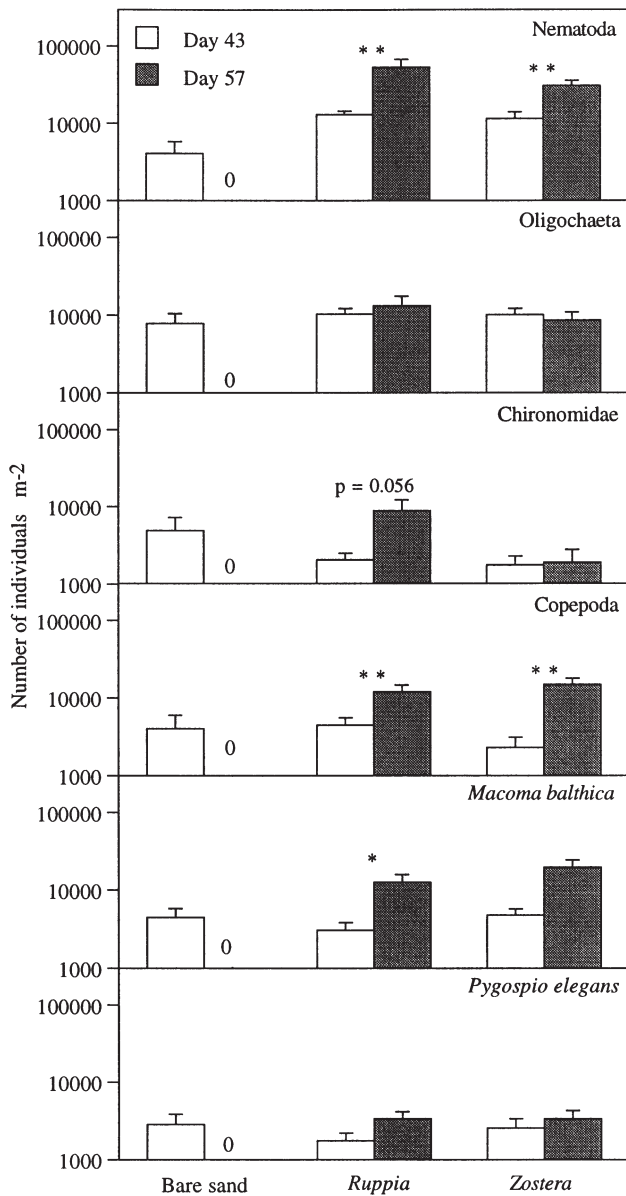 Number of individuals m-2
Day 43
Day 57
Nematoda
100000
10000
1000
0
* *
* *
Oligochaeta
100000
10000
1000
0
Chironomidae
100000
10000
1000
0
p = 0.056
Copepoda
100000
10000
1000
0
* *
* *
Macoma balthica
100000
10000
1000
0
*
Pygospio elegans
100000
10000
1000
0
Bare sand Ruppia Zostera